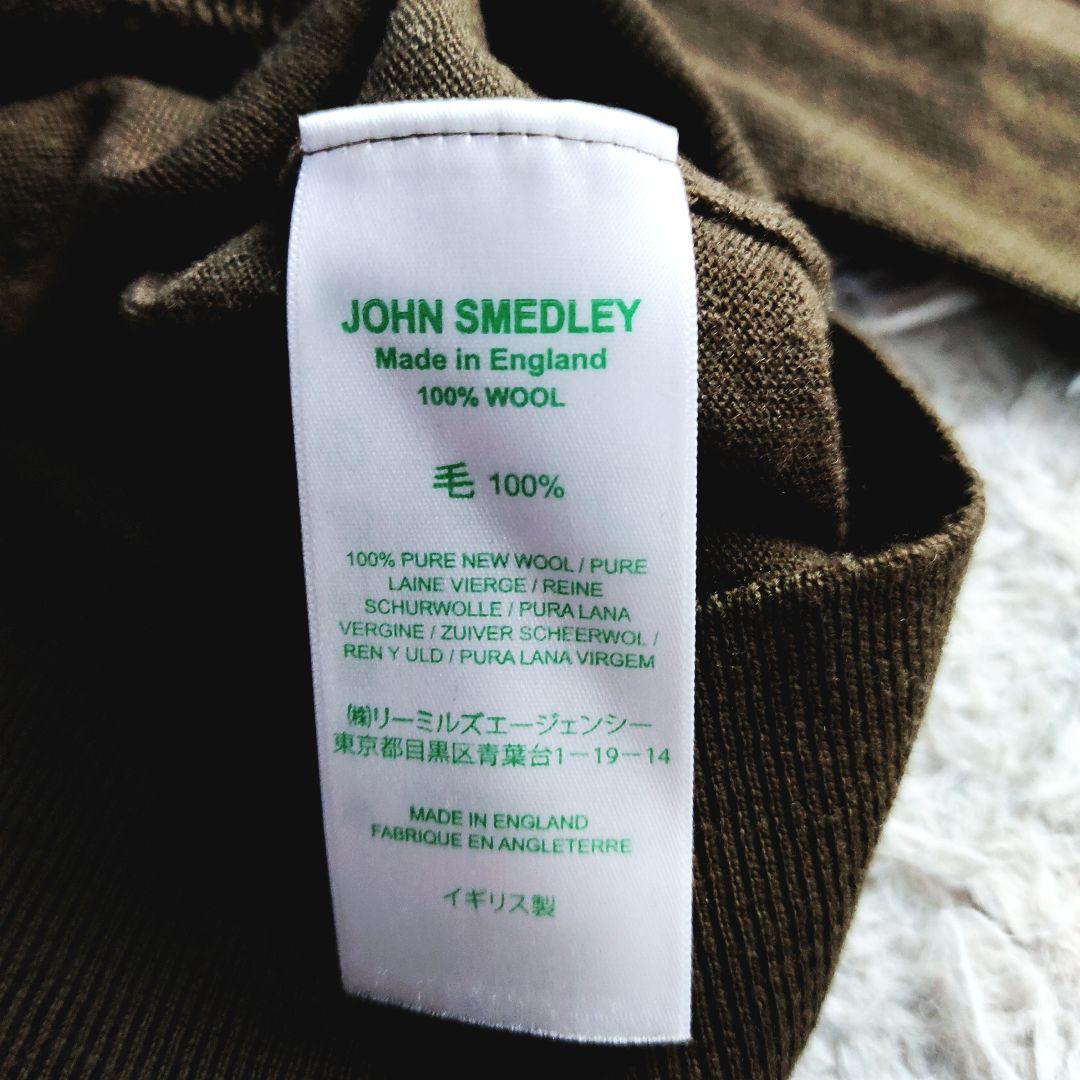 JOHN SMEDLEY
Made in England
100% WOOL
毛 100%
100% PURE NEW WOOL / PURE
LAINE VIERGE / REINE
SCHURWOLLE / PURA LANA
VERGINE / ZUIVER SCHEERWOL /
REN Y ULD / PURA LANA VIRGEM
㈱リーミルズエージェンシー
東京都目黒区青葉台1-19-14
MADE IN ENGLAND
FABRIQUE EN ANGLETERRE
イギリス製